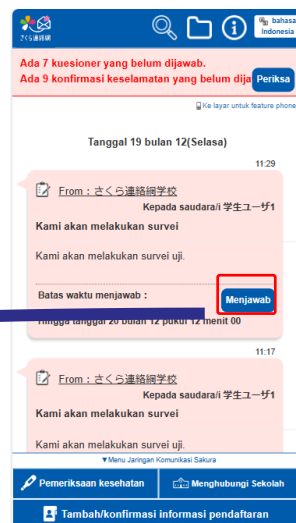 さくら連絡網
bahasa
Indonesia
Ada 7 kuesioner yang belum dijawab.
Ada 9 konfirmasi keselamatan yang belum dija
Periksa
Ke layar untuk feature phone
Tanggal 19 bulan 12(Selasa)
11:29
From : さくら連絡網学校
Kepada saudara/i 学生ユーザ1
Kami akan melakukan survei
Kami akan melakukan survei uji.
Batas waktu menjawab :
Menjawab
Hingga tanggal 20 bulan 12 pukul 12 menit 00
11:17
From : さくら連絡網学校
Kepada saudara/i 学生ユーザ1
Kami akan melakukan survei
Kami akan melakukan survei uji.
▼Menu Jaringan Komunikasi Sakura
Pemeriksaan kesehatan
Menghubungi Sekolah
Tambah/konfirmasi informasi pendaftaran